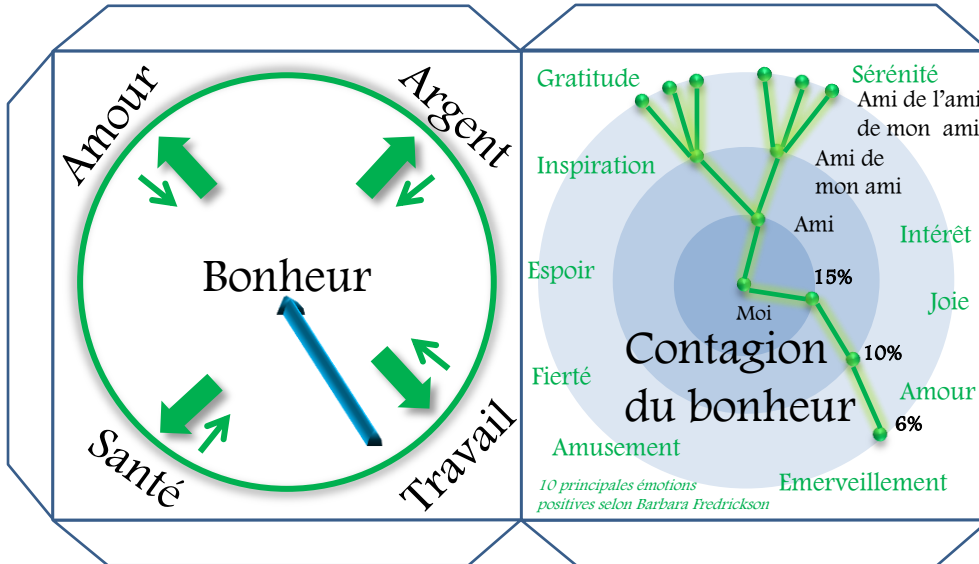 Amour
Argent
Bonheur
Santé
Travail
Gratitude
Sérénité
Ami de l'ami
de mon ami
Inspiration
Ami de
mon ami
Ami
Intérêt
Espoir
15%
Joie
Moi
Contagion
du bonheur
10%
Fierté
Amour
6%
Amusement
Emerveillement
10 principales émotions
positives selon Barbara Fredrickson